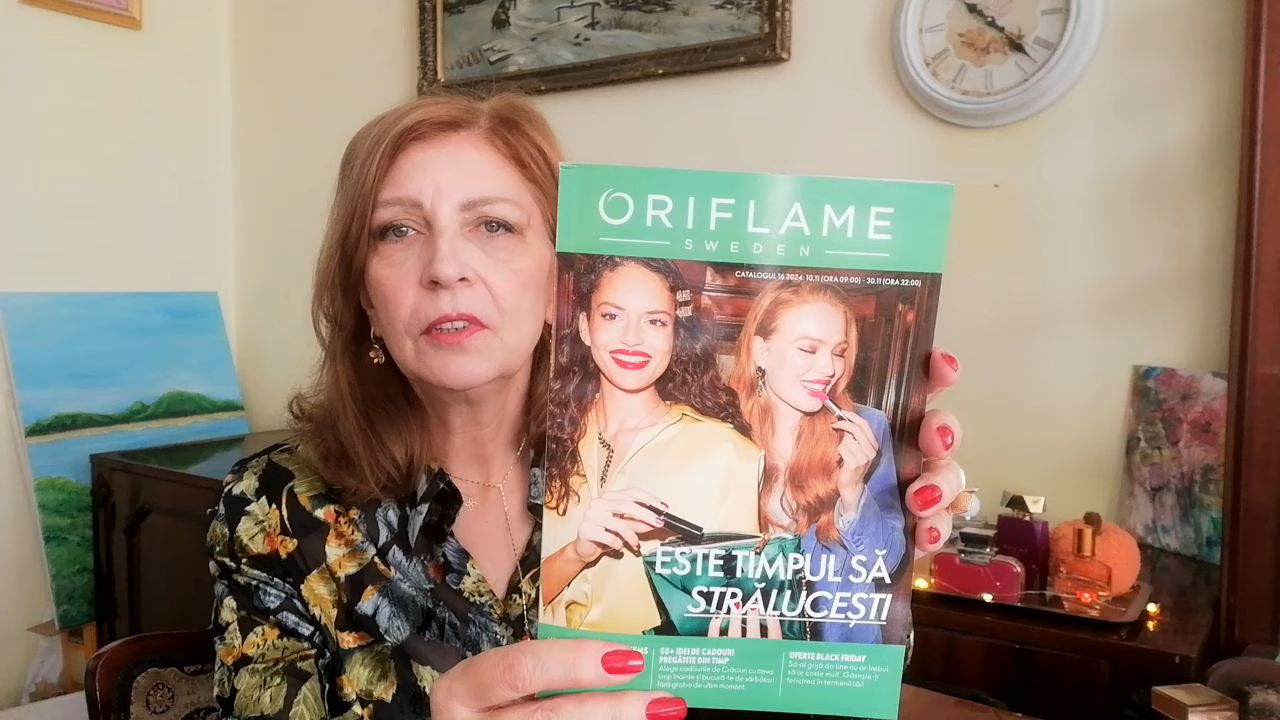 ORIFLAME
SWEDEN
CATALOGUL 16 2024: 10.11 (ORA 09:00) - 30.11 (ORA 22:00)
ESTE TIMPUL SĂ
STRĂLUCEȘTI
50+ IDEI DE CADOURI
PREGĂTITE DIN TIMP
Alege cadourile de Crăciun cu ceva
timp înainte și bucură-te de sărbători
fără graba de ultim moment.
OFERTE BLACK FRIDAY
Să ai grijă de tine nu ar trebui
să te coste mult. Găsește-ți
fericirea în termenii tăi!